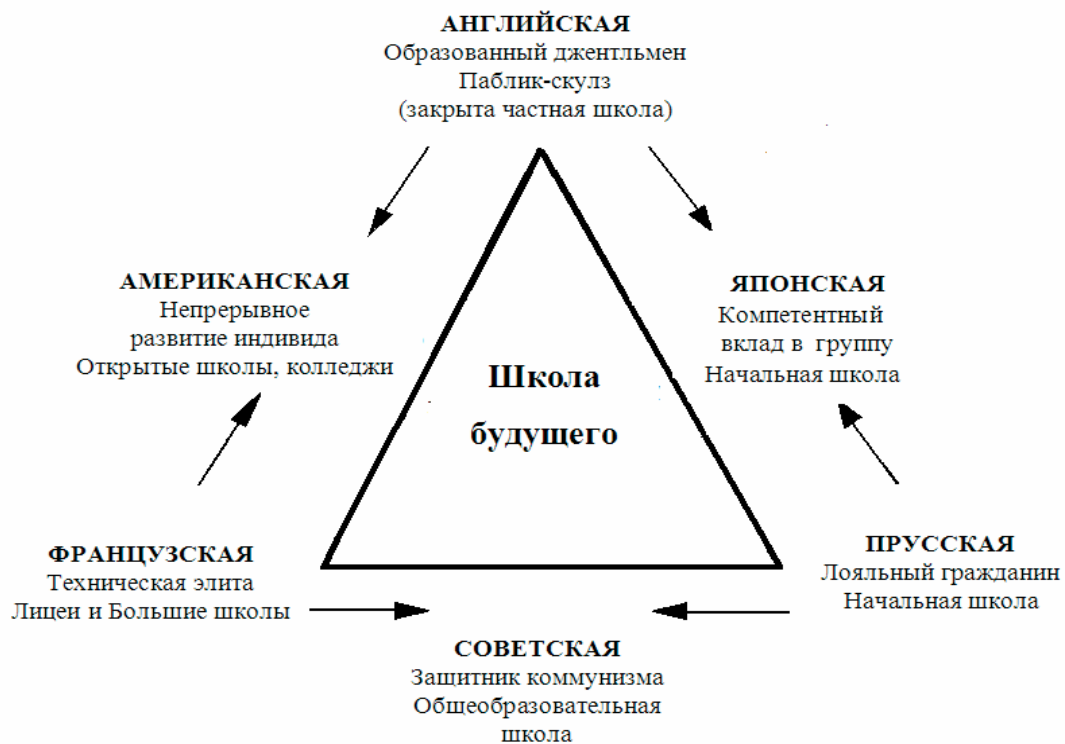 АНГЛИЙСКАЯ
Образованный джентльмен
Паблик-скулз
(закрыта частная школа)
АМЕРИКАНСКАЯ
Непрерывное
развитие индивида
Открытые школы, колледжи
ЯПОНСКАЯ
Компетентный
вклад в группу
Начальная школа
Школа
будущего
ФРАНЦУЗСКАЯ
Техническая элита
Лицеи и Большие школы
ПРУССКАЯ
Лояльный гражданин
Начальная школа
СОВЕТСКАЯ
Защитник коммунизма
Общеобразовательная
школа